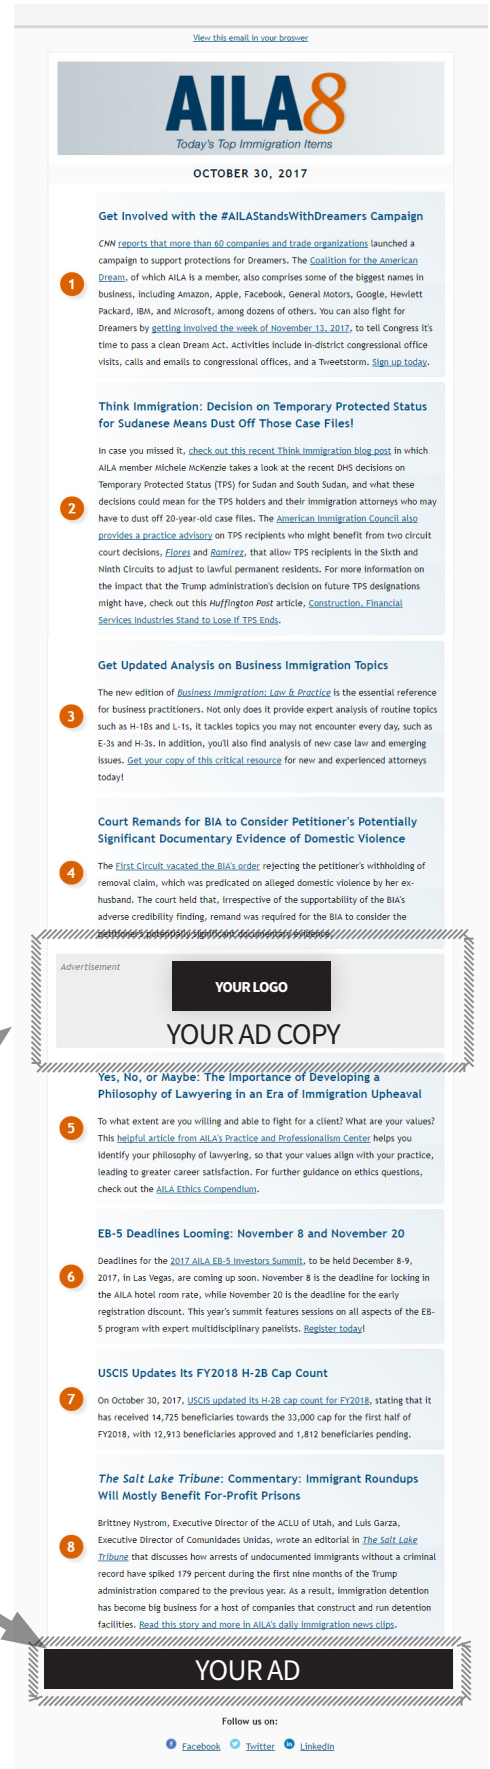 View this email in your broswer
AILA8
Today's Top Immigration Items
OCTOBER 30, 2017
Get Involved with the #AILAStandsWithDreamers Campaign
CNN reports that more than 60 companies and trade organizations launched a
campaign to support protections for Dreamers. The Coalition for the American
Dream, of which AILA is a member, also comprises some of the biggest names in
1
business, including Amazon, Apple, Facebook, General Motors, Google, Hewlett
Packard, IBM, and Microsoft, among dozens of others. You can also fight for
Dreamers by getting involved the week of November 13, 2017, to tell Congress it's
time to pass a clean Dream Act. Activities include in-district congressional office
visits, calls and emails to congressional offices, and a Tweetstorm. Sign up today.
Think Immigration: Decision on Temporary Protected Status
for Sudanese Means Dust Off Those Case Files!
In case you missed it, check out this recent Think Immigration blog post in which
AILA member Michele McKenzie takes a look at the recent DHS decisions on
Temporary Protected Status (TPS) for Sudan and South Sudan, and what these
2
decisions could mean for the TPS holders and their immigration attorneys who may
have to dust off 20-year-old case files. The American Immigration Council also
provides a practice advisory on TPS recipients who might benefit from two circuit
court decisions, Flores and Ramirez, that allow TPS recipients in the Sixth and
Ninth Circuits to adjust to lawful permanent residents. For more information on
the impact that the Trump administration's decision on future TPS designations
might have, check out this Huffington Post article, Construction, Financial
Services Industries Stand to Lose If TPS Ends.
Get Updated Analysis on Business Immigration Topics
The new edition of Business Immigration: Law & Practice is the essential reference
3
for business practitioners. Not only does it provide expert analysis of routine topics
such as H-1Bs and L-1s, it tackles topics you may not encounter every day, such as
E-3s and H-3s. In addition, you'll also find analysis of new case law and emerging
issues. Get your copy of this critical resource for new and experienced attorneys
today!
Court Remands for BIA to Consider Petitioner's Potentially
Significant Documentary Evidence of Domestic Violence
4
The First Circuit vacated the BIA's order rejecting the petitioner's withholding of
removal claim, which was predicated on alleged domestic violence by her ex-
husband. The court held that, irrespective of the supportability of the BIA's
adverse credibility finding, remand was required for the BIA to consider the
petitioner's potentially significant documentary evidence.
Advertisement
YOUR LOGO
YOUR AD COPY
Yes, No, or Maybe: The Importance of Developing a
Philosophy of Lawyering in an Era of Immigration Upheaval
5
To what extent are you willing and able to fight for a client? What are your values?
This helpful article from AILA's Practice and Professionalism Center helps you
identify your philosophy of lawyering, so that your values align with your practice,
leading to greater career satisfaction. For further guidance on ethics questions,
check out the AILA Ethics Compendium.
EB-5 Deadlines Looming: November 8 and November 20
Deadlines for the 2017 AILA EB-5 Investors Summit, to be held December 8-9,
6
2017, in Las Vegas, are coming up soon. November 8 is the deadline for locking in
the AILA hotel room rate, while November 20 is the deadline for the early
registration discount. This year's summit features sessions on all aspects of the EB-
5 program with expert multidisciplinary panelists. Register today!
USCIS Updates Its FY2018 H-2B Cap Count
7
On October 30, 2017, USCIS updated its H-2B cap count for FY2018, stating that it
has received 14,725 beneficiaries towards the 33,000 cap for the first half of
FY2018, with 12,913 beneficiaries approved and 1,812 beneficiaries pending.
The Salt Lake Tribune: Commentary: Immigrant Roundups
Will Mostly Benefit For-Profit Prisons
Brittney Nystrom, Executive Director of the ACLU of Utah, and Luis Garza,
Executive Director of Comunidades Unidas, wrote an editorial in The Salt Lake
8
Tribune that discusses how arrests of undocumented immigrants without a criminal
record have spiked 179 percent during the first nine months of the Trump
administration compared to the previous year. As a result, immigration detention
has become big business for a host of companies that construct and run detention
facilities. Read this story and more in AILA's daily immigration news clips.
YOUR AD
Follow us on:
Facebook Twitter LinkedIn